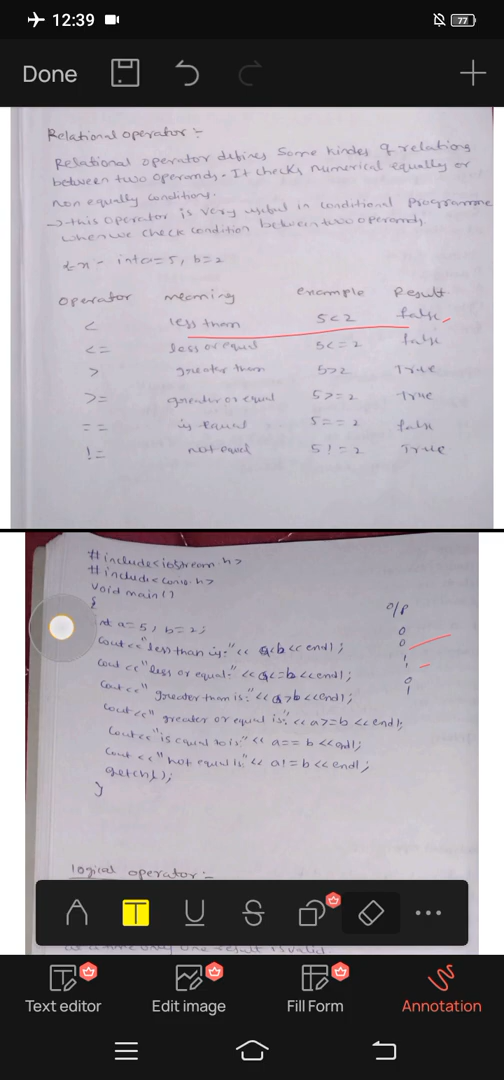 12:39
77
Done
Relational operator :-
Relational operator defines Some kindes of relations
between two operands. It checks numerical equally or
non equally conditions.
→ this operator is very useful in conditional programme
when we check condition between two operands.
Ex - int a=5, b=2
operator meaning example Result
< less than 5<2 false
<= less or equal 5<=2 false
> greater than 5>2 True
>= greater or equal 5>=2 True
== is equal 5==2 false
!= not equal 5!=2 True
#include<iostream.h>
#include<conio.h>
void main()
{
O/P
int a=5, b=2; 0
cout<<"less than is:"<< a<b<<endl; 0
cout<<"less or equal:"<<a<=b<<endl; 1
cout<<"greater than is:"<<a>b<<endl; 1
cout<<"greater or equal is:"<<a>=b<<endl; 0
cout<<"is equal to is:"<< a==b<<endl; 1
cout<<"not equal is:"<< a!=b<<endl;
getch();
}
logical operator :-
T U S
Text editor Edit image Fill Form Annotation